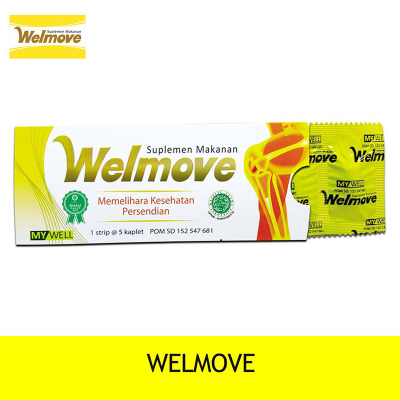 Suplemen Makanan
Welmove
Suplemen Makanan
Welmove
Memelihara Kesehatan
Persendian
MYWELL
1 strip @ 5 kaplet POM SD 152 547 681
Welmove
MYWELL
Welmove
WELMOVE